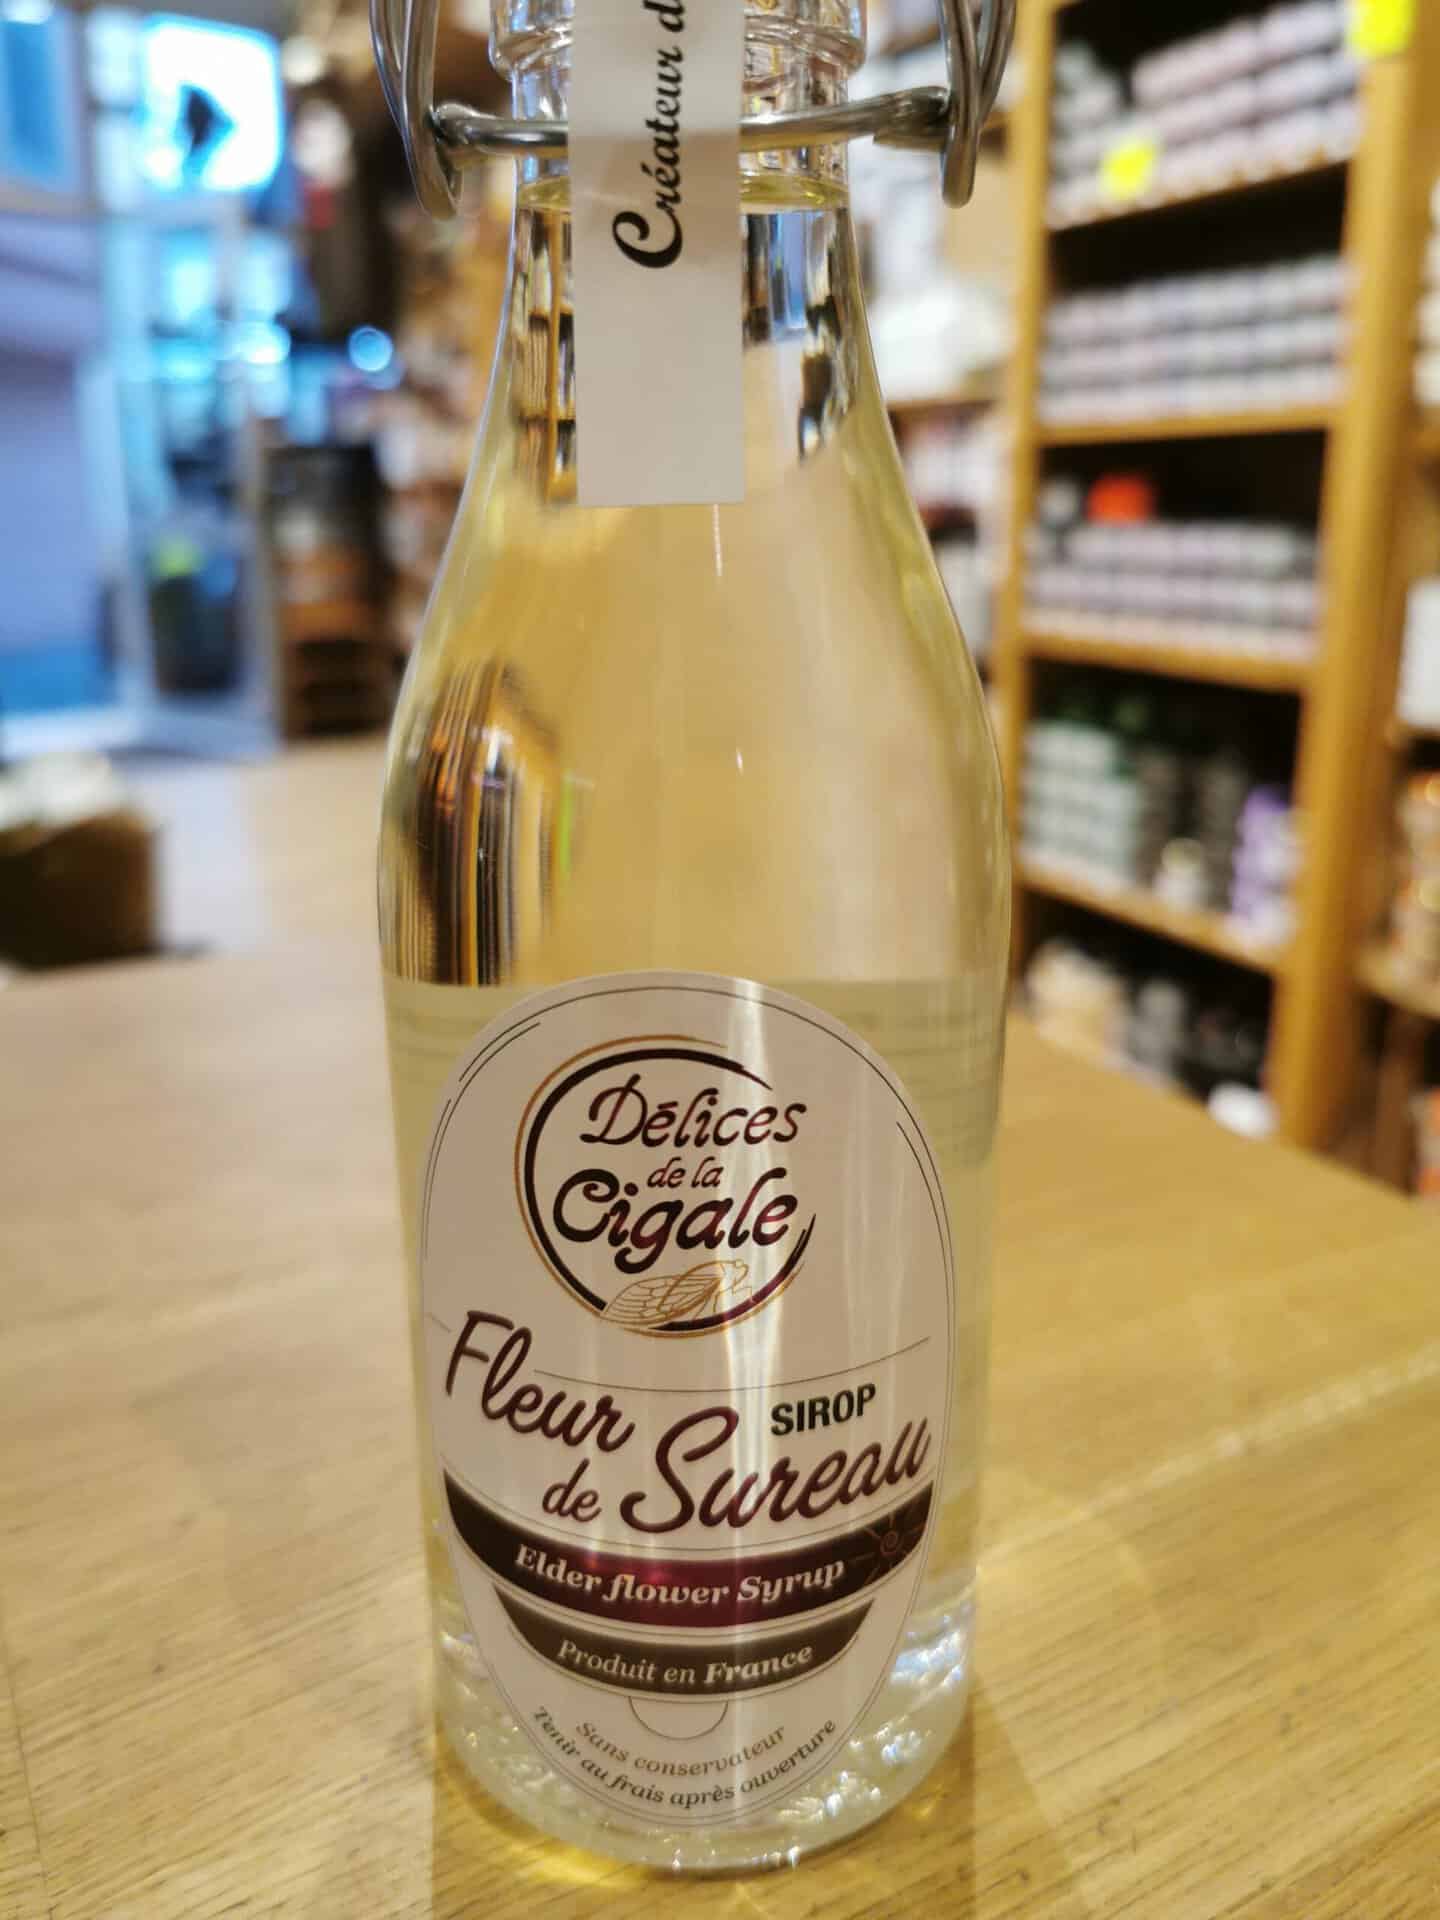 Créateur d
Délices
de la
Cigale
Fleur
SIROP
de Sureau
Elder flower Syrup
Produit en France
Sans conservateur
Tenir au frais après ouverture